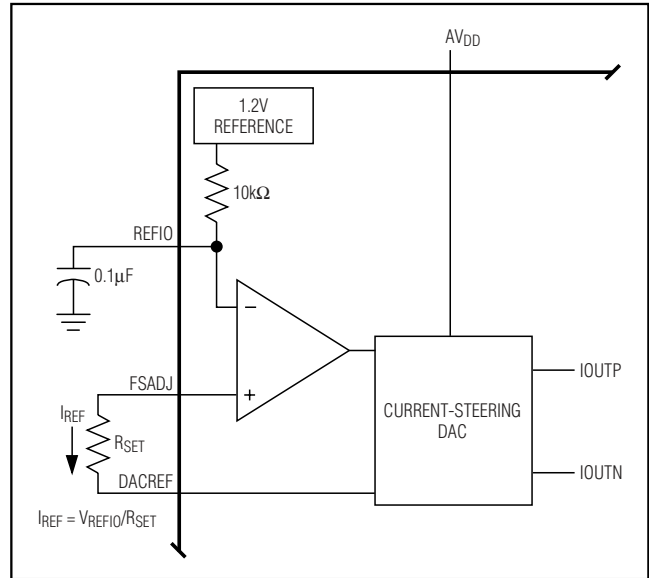 AVDD
1.2V
REFERENCE
10kΩ
REFIO
0.1µF
−
FSADJ
+
IREF
RSET
CURRENT-STEERING
DAC
IOUTP
IOUTN
DACREF
IREF = VREFIO/RSET